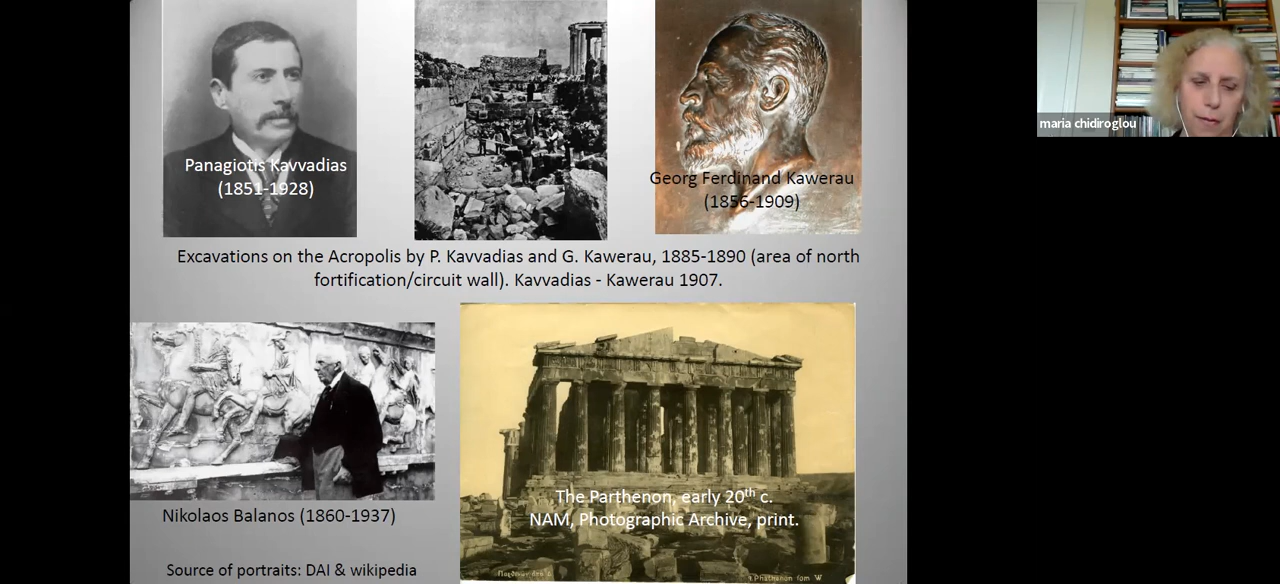 Panagiotis Kavvadias
(1851-1928)
Georg Ferdinand Kawerau
(1856-1909)
maria chidiroglou
Excavations on the Acropolis by P. Kavvadias and G. Kawerau, 1885-1890 (area of north
fortification/circuit wall). Kavvadias - Kawerau 1907.
Nikolaos Balanos (1860-1937)
The Parthenon, early 20th c.
NAM, Photographic Archive, print.
Source of portraits: DAI & wikipedia